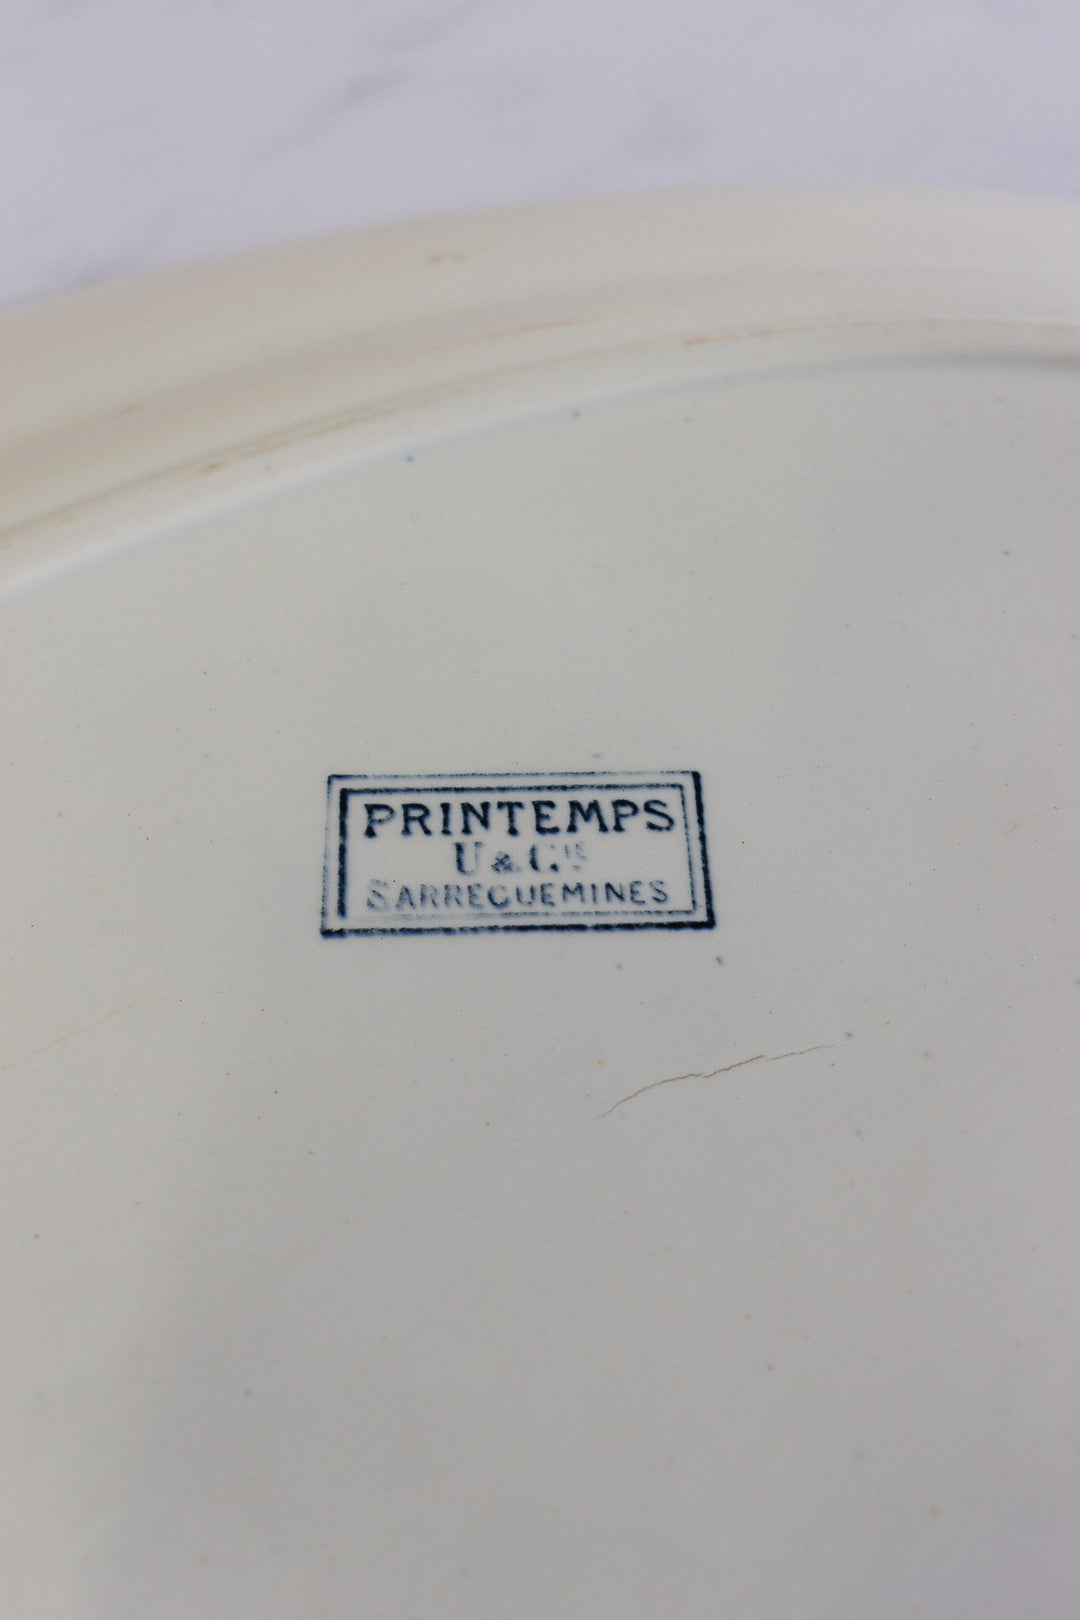 PRINTEMPS
U & Cie
SARREGUEMINES